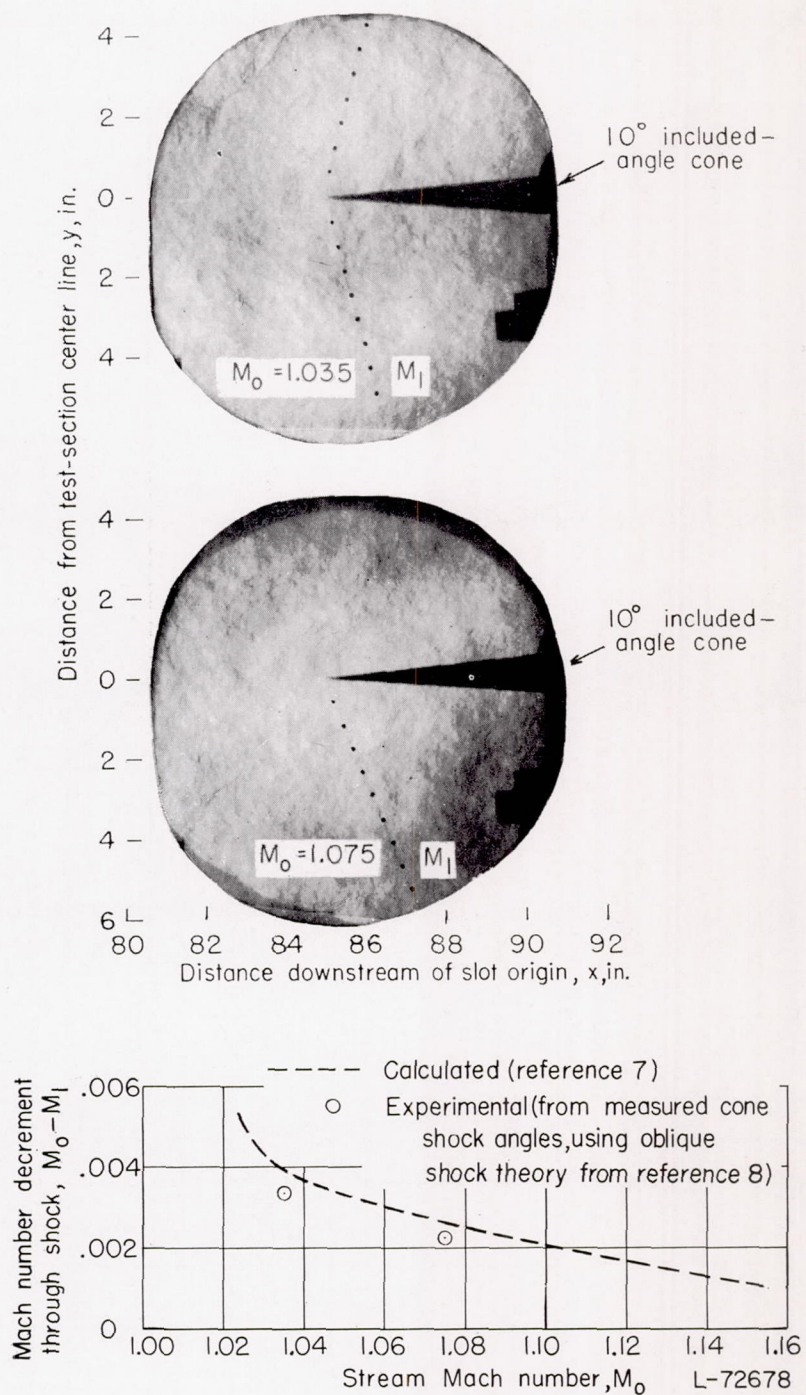 4
2
0
2
4
Distance from test-section center line,y, in.
10° included-
angle cone
M₀ =1.035
M₁
4
2
0
2
4
6
10° included-
angle cone
M₀=1.075
M₁
80 82 84 86 88 90 92
Distance downstream of slot origin, x,in.
Mach number decrement
through shock, M₀-M₁
.006
.004
.002
0
Calculated (reference 7)
Experimental(from measured cone
shock angles,using oblique
shock theory from reference 8)
1.00 1.02 1.04 1.06 1.08 1.10 1.12 1.14 1.16
Stream Mach number,M₀
L-72678